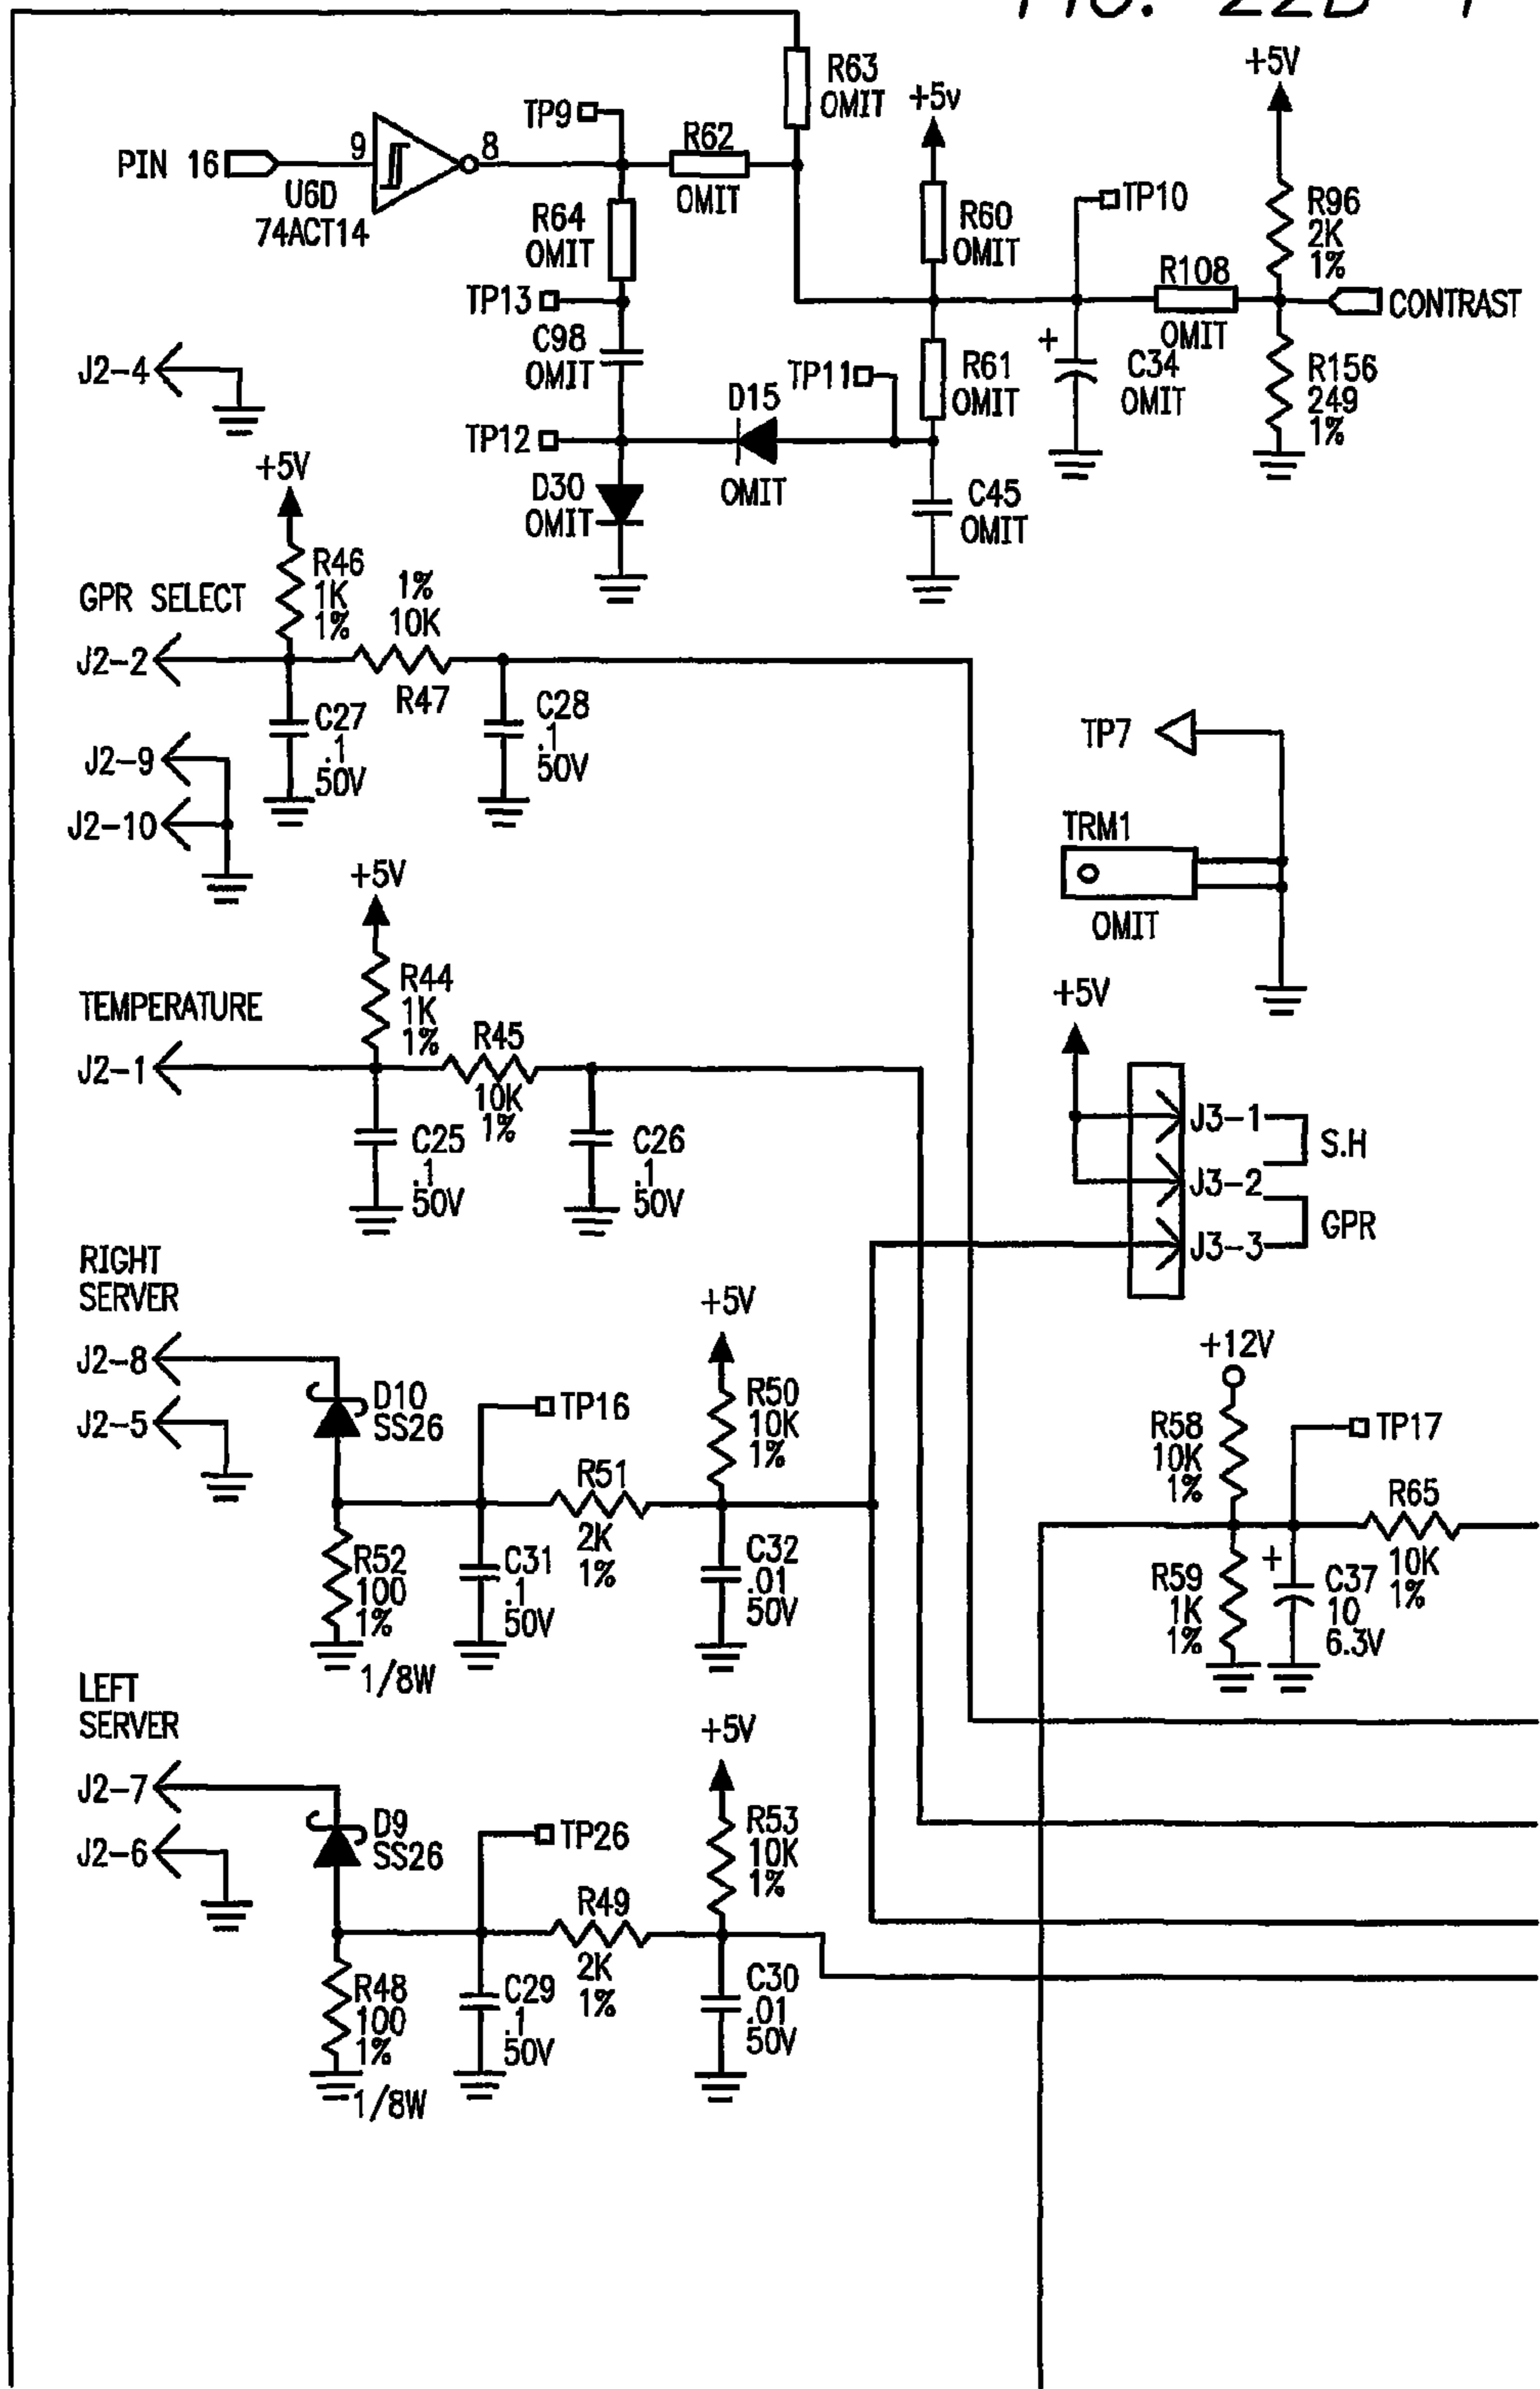 FIG. 22B-1
R63
OMIT
+5v
+5V
TP9
R62
OMIT
PIN 16
9
8
U6D
74ACT14
R64
OMIT
R60
OMIT
TP10
R96
2K
1%
TP13
R108
OMIT
CONTRAST
C98
OMIT
J2-4
TP11
R61
OMIT
+
C34
OMIT
R156
249
1%
D15
OMIT
TP12
D30
OMIT
C45
OMIT
+5V
R46
1K
1%
GPR SELECT
1%
10K
R47
J2-2
C27
.1
50V
C28
.1
50V
J2-9
J2-10
TP7
TRM1
OMIT
+5V
R44
1K
1%
TEMPERATURE
R45
10K
1%
J2-1
C25
.1
50V
C26
.1
50V
+5V
J3-1
J3-2
J3-3
S.H
GPR
RIGHT
SERVER
J2-8
J2-5
D10
SS26
TP16
+5V
R50
10K
1%
R51
2K
1%
R52
100
1%
1/8W
C31
.1
50V
C32
.01
50V
+12V
R58
10K
1%
TP17
R65
10K
1%
R59
1K
1%
+
C37
10
6.3V
LEFT
SERVER
J2-7
J2-6
D9
SS26
TP26
+5V
R53
10K
1%
R49
2K
1%
R48
100
1%
1/8W
C29
.1
50V
C30
.01
50V